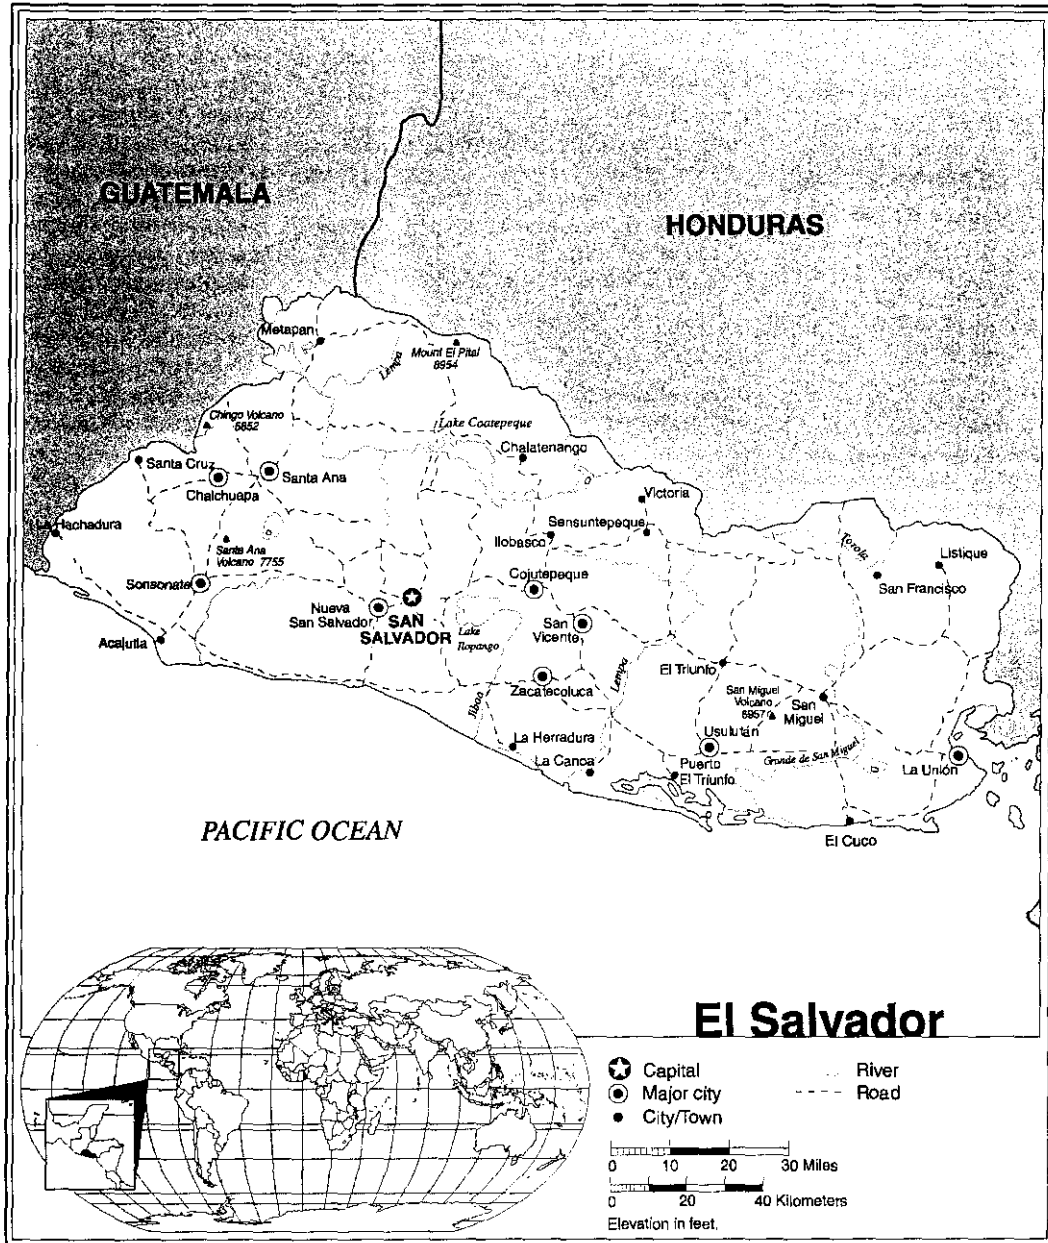 GUATEMALA
HONDURAS
Metapan
Lempa
Mount El Pital
8954
Chingo Volcano
5852
Lake Coatepeque
Chalatenango
Santa Cruz
Santa Ana
Chalchuapa
Victoria
La Hachadura
Sensuntepeque
Ilobasco
Torola
Listique
Santa Ana
Volcano 7755
Cojutepeque
San Francisco
Sonsonate
Nueva
San Salvador
SAN
SALVADOR
Lake
Ilopango
San
Vicente
Acajutla
Lempa
El Triunfo
Zacatecoluca
San Miguel
Volcano
6957
San
Miguel
Jiboa
La Herradura
Usulután
Grande de San Miguel
La Canoa
Puerto
El Triunfo
La Unión
El Cuco
PACIFIC OCEAN
El Salvador
Capital
Major city
City/Town
River
Road
0 10 20 30 Miles
0 20 40 Kilometers
Elevation in feet.